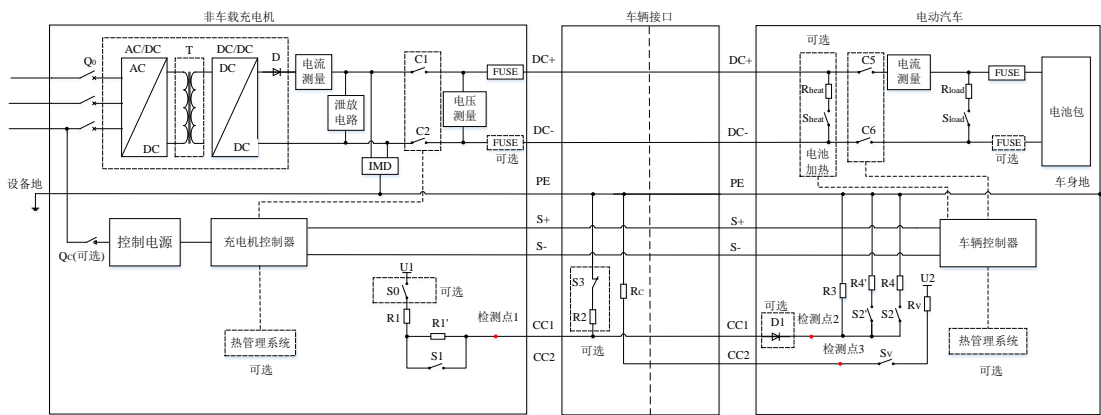 非车载充电机
车辆接口
电动汽车
AC/DC
T
DC/DC
D
电流
测量
C1
DC+
DC+
可选
C5
电流
测量
Q0
AC
DC
DC
DC
FUSE
FUSE
泄放
电路
电压
测量
Rheat
Sheat
Rload
Sload
电池包
C2
DC-
DC-
C6
FUSE
可选
FUSE
可选
IMD
电池
加热
设备地
PE
PE
车身地
S+
S+
控制电源
充电机控制器
车辆控制器
S-
S-
QC(可选)
U1
S0
可选
S3
RC
R3
R4'
R4
U2
RV
R1
R1'
检测点1
R2
可选
D1
检测点2
S2'
S2
CC1
CC1
热管理系统
可选
S1
可选
CC2
CC2
检测点3
SV
热管理系统
可选